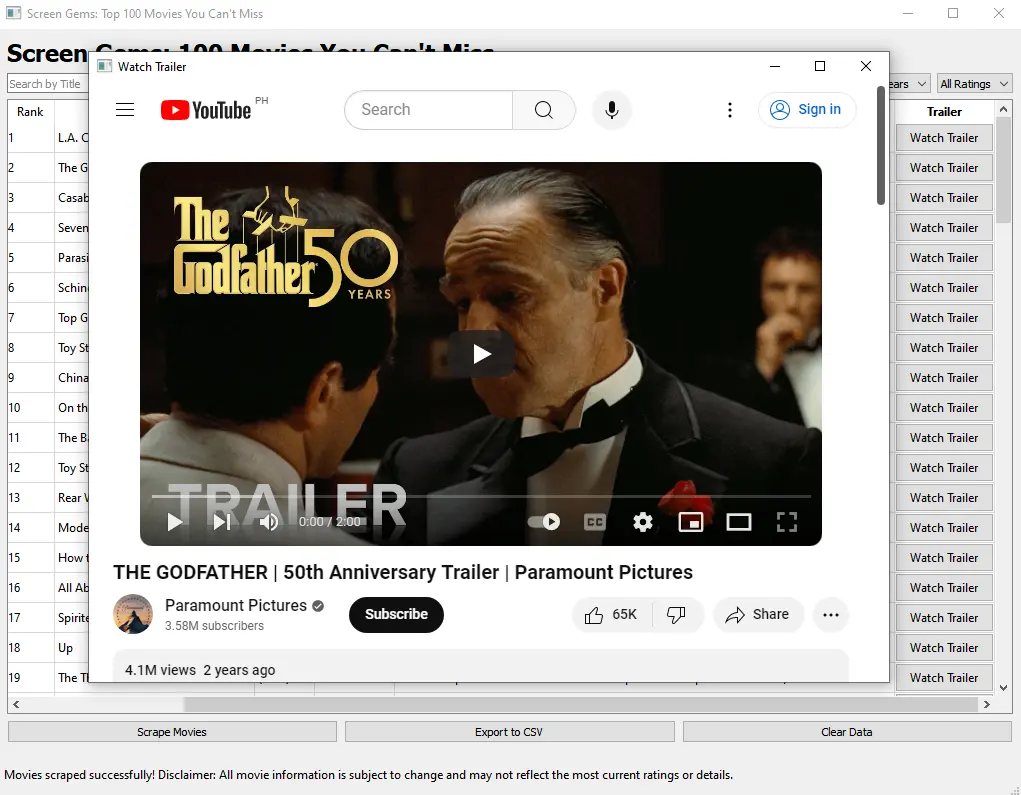 Screen Gems: Top 100 Movies You Can't Miss
Screen Gems: 100 Movies You Can't Miss
Watch Trailer
Search by Title
ears
All Ratings
YouTube PH
Search
Sign in
Rank
Trailer
1 L.A. C Watch Trailer
2 The G Watch Trailer
3 Casab Watch Trailer
4 Seven Watch Trailer
5 Parasi Watch Trailer
6 Schin Watch Trailer
7 Top G Watch Trailer
8 Toy St Watch Trailer
9 China Watch Trailer
10 On th Watch Trailer
11 The Ba Watch Trailer
12 Toy St Watch Trailer
13 Rear W Watch Trailer
14 Mode Watch Trailer
15 How t Watch Trailer
16 All Ab Watch Trailer
17 Spirite Watch Trailer
18 Up Watch Trailer
19 The Th Watch Trailer
The
Godfather 50
YEARS
TRAILER
0:00 / 2:00
CC
THE GODFATHER | 50th Anniversary Trailer | Paramount Pictures
Paramount Pictures
3.58M subscribers
Subscribe
65K
Share
4.1M views 2 years ago
Scrape Movies
Export to CSV
Clear Data
Movies scraped successfully! Disclaimer: All movie information is subject to change and may not reflect the most current ratings or details.